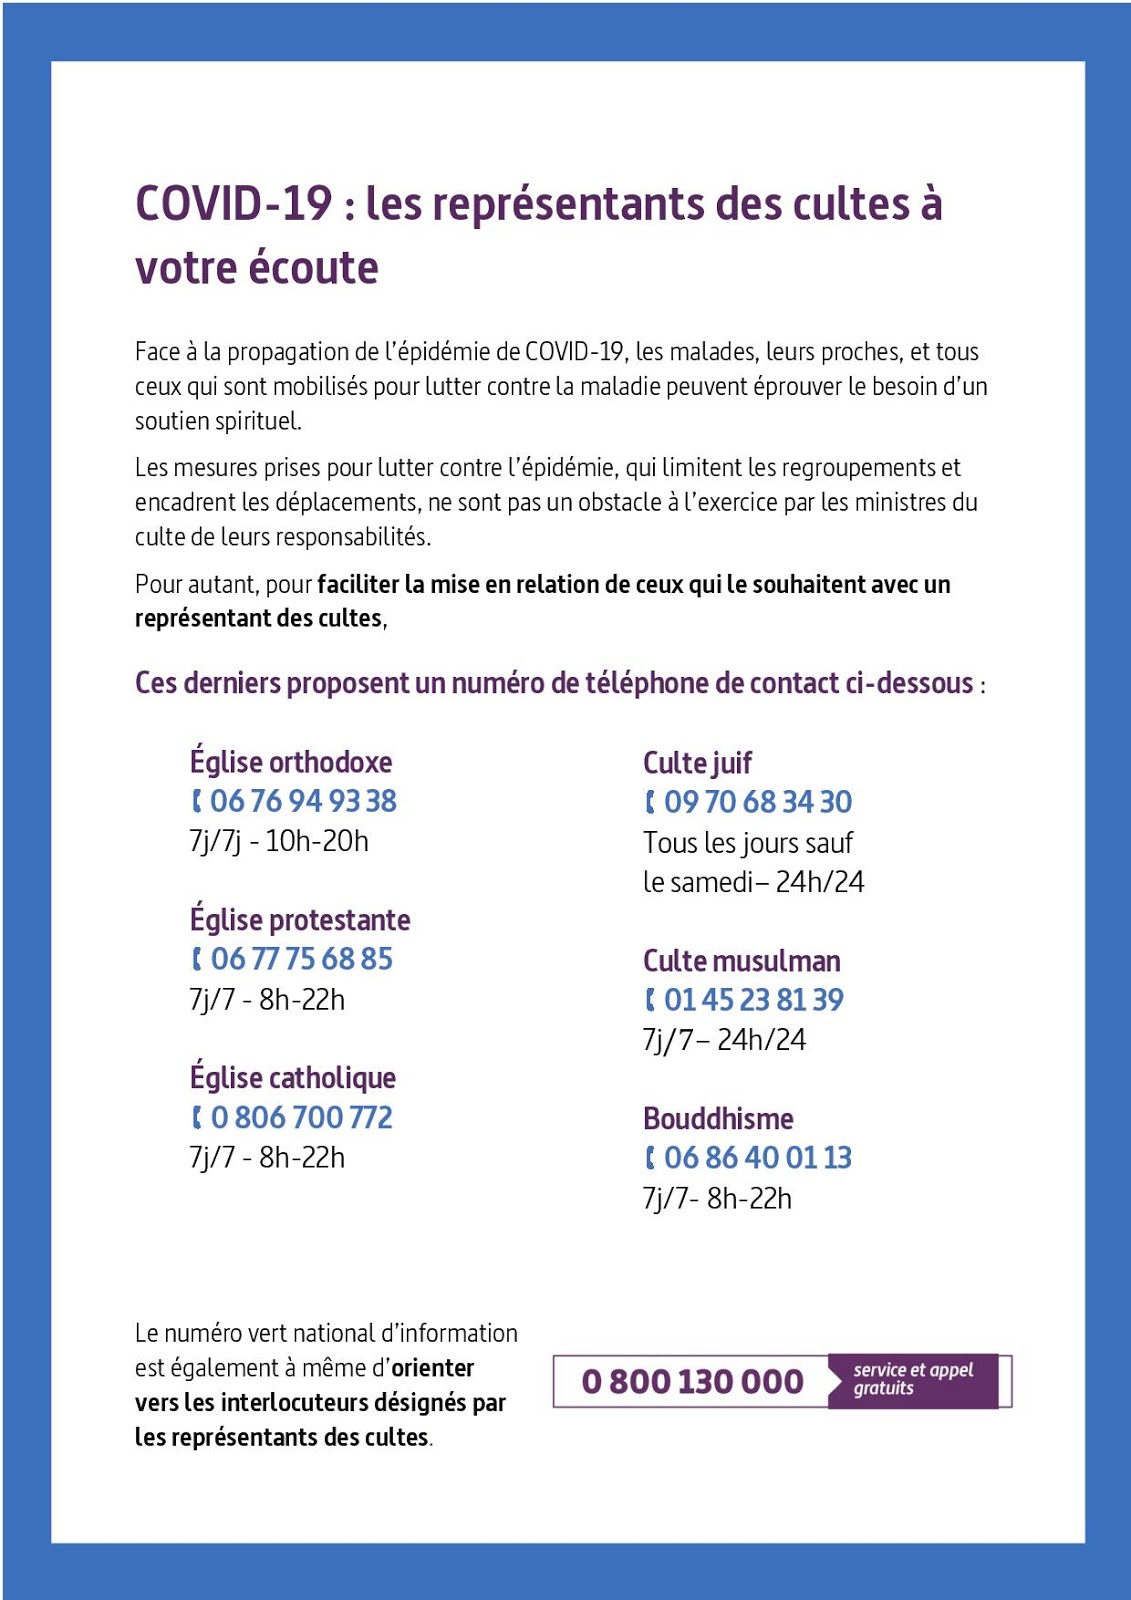 COVID-19 : les représentants des cultes à
votre écoute
Face à la propagation de l’épidémie de COVID-19, les malades, leurs proches, et tous
ceux qui sont mobilisés pour lutter contre la maladie peuvent éprouver le besoin d’un
soutien spirituel.
Les mesures prises pour lutter contre l’épidémie, qui limitent les regroupements et
encadrent les déplacements, ne sont pas un obstacle à l’exercice par les ministres du
culte de leurs responsabilités.
Pour autant, pour faciliter la mise en relation de ceux qui le souhaitent avec un
représentant des cultes,
Ces derniers proposent un numéro de téléphone de contact ci-dessous :
Église orthodoxe
06 76 94 93 38
7j/7j - 10h-20h
Église protestante
06 77 75 68 85
7j/7 - 8h-22h
Église catholique
0 806 700 772
7j/7 - 8h-22h
Culte juif
09 70 68 34 30
Tous les jours sauf
le samedi– 24h/24
Culte musulman
01 45 23 81 39
7j/7– 24h/24
Bouddhisme
06 86 40 01 13
7j/7- 8h-22h
Le numéro vert national d’information
est également à même d’orienter
vers les interlocuteurs désignés par
les représentants des cultes.
0 800 130 000
service et appel
gratuits